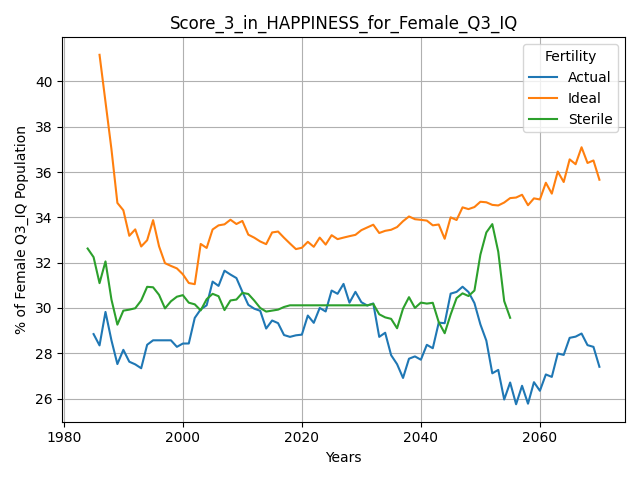 Score_3_in_HAPPINESS_for_Female_Q3_IQ
Fertility
Actual
Ideal
Sterile
% of Female Q3_IQ Population
40
38
36
34
32
30
28
26
1980
2000
2020
2040
2060
Years